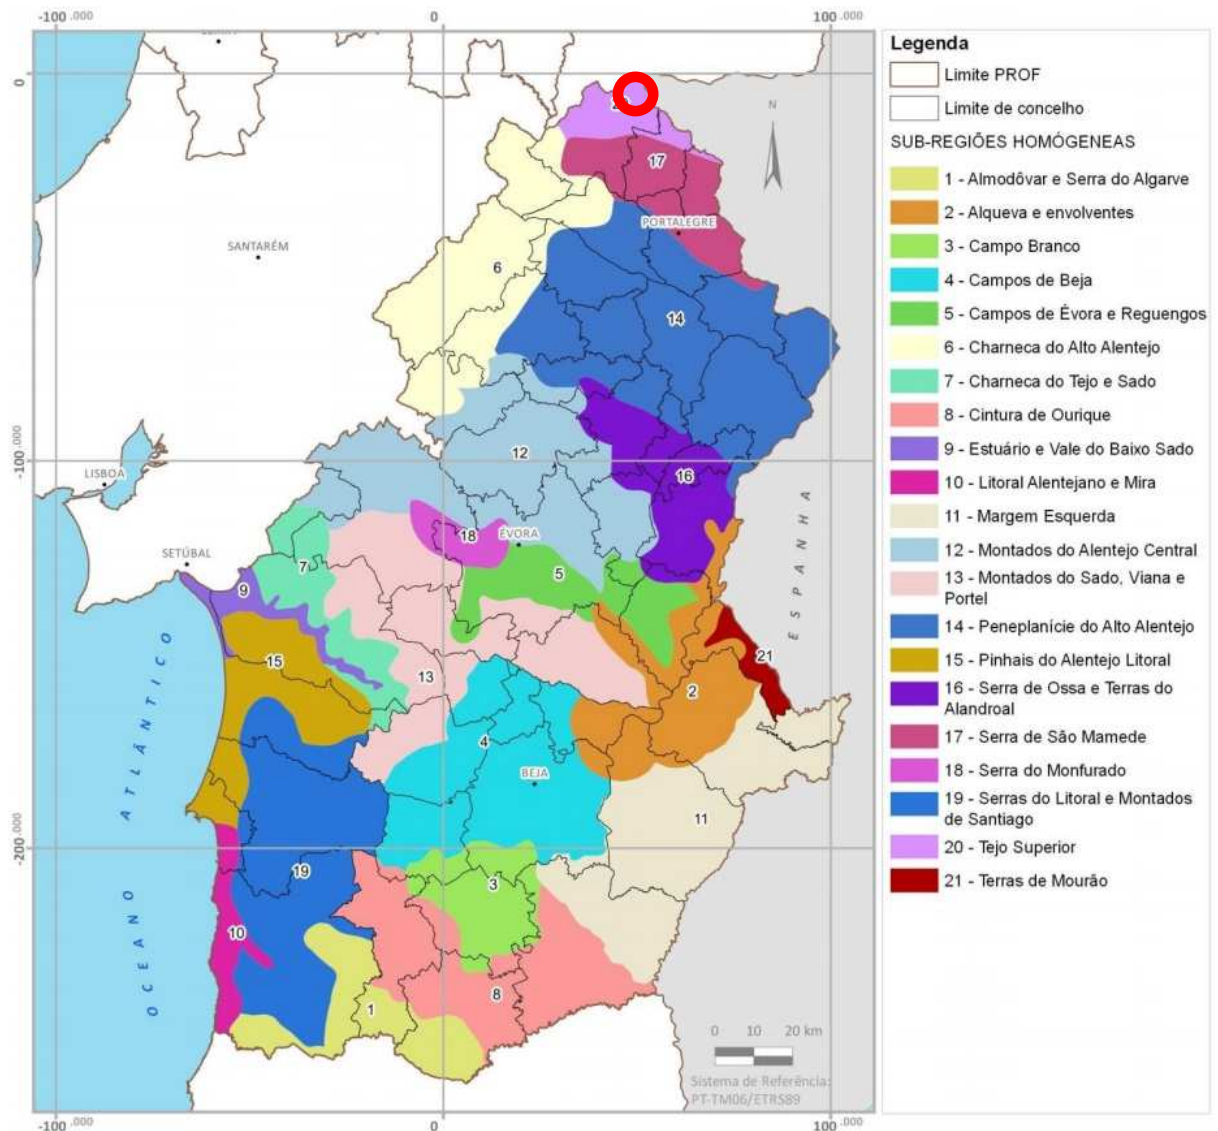 -100.000
0
100.000
0
-100.000
-200.000
-100.000
0
100.000
N
17
PORTALEGRE
SANTARÉM
6
14
12
LISBOA
16
18
ÉVORA
SETÚBAL
7
5
9
ESPANHA
15
21
13
2
OCEANO ATLÂNTICO
4
BEJA
11
19
3
10
8
1
0 10 20 km
Sistema de Referência:
PT-TM06/ETRS89
Legenda
Limite PROF
Limite de concelho
SUB-REGIÕES HOMÓGENEAS
1 - Almodôvar e Serra do Algarve
2 - Alqueva e envolventes
3 - Campo Branco
4 - Campos de Beja
5 - Campos de Évora e Reguengos
6 - Charneca do Alto Alentejo
7 - Charneca do Tejo e Sado
8 - Cintura de Ourique
9 - Estuário e Vale do Baixo Sado
10 - Litoral Alentejano e Mira
11 - Margem Esquerda
12 - Montados do Alentejo Central
13 - Montados do Sado, Viana e
Portel
14 - Peneplanície do Alto Alentejo
15 - Pinhais do Alentejo Litoral
16 - Serra de Ossa e Terras do
Alandroal
17 - Serra de São Mamede
18 - Serra do Monfurado
19 - Serras do Litoral e Montados
de Santiago
20 - Tejo Superior
21 - Terras de Mourão